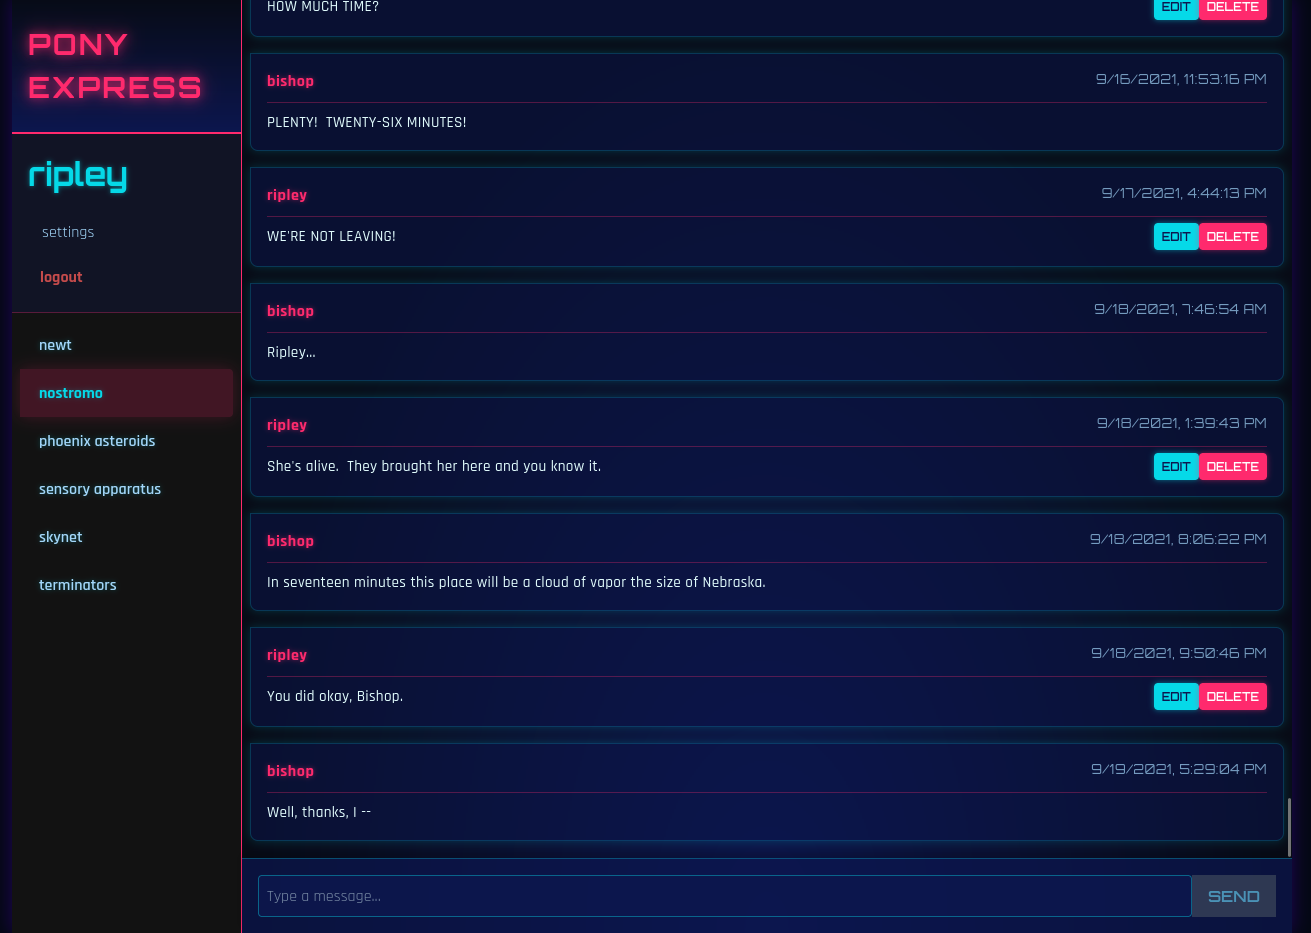 PONY
EXPRESS
ripley
settings
logout
newt
nostromo
phoenix asteroids
sensory apparatus
skynet
terminators
HOW MUCH TIME?
EDIT DELETE
bishop 9/16/2021, 11:53:16 PM
PLENTY!  TWENTY-SIX MINUTES!
ripley 9/17/2021, 4:44:13 PM
WE'RE NOT LEAVING! EDIT DELETE
bishop 9/18/2021, 7:46:54 AM
Ripley...
ripley 9/18/2021, 1:39:43 PM
She's alive.  They brought her here and you know it. EDIT DELETE
bishop 9/18/2021, 8:06:22 PM
In seventeen minutes this place will be a cloud of vapor the size of Nebraska.
ripley 9/18/2021, 9:50:46 PM
You did okay, Bishop. EDIT DELETE
bishop 9/19/2021, 5:29:04 PM
Well, thanks, I --
Type a message... SEND